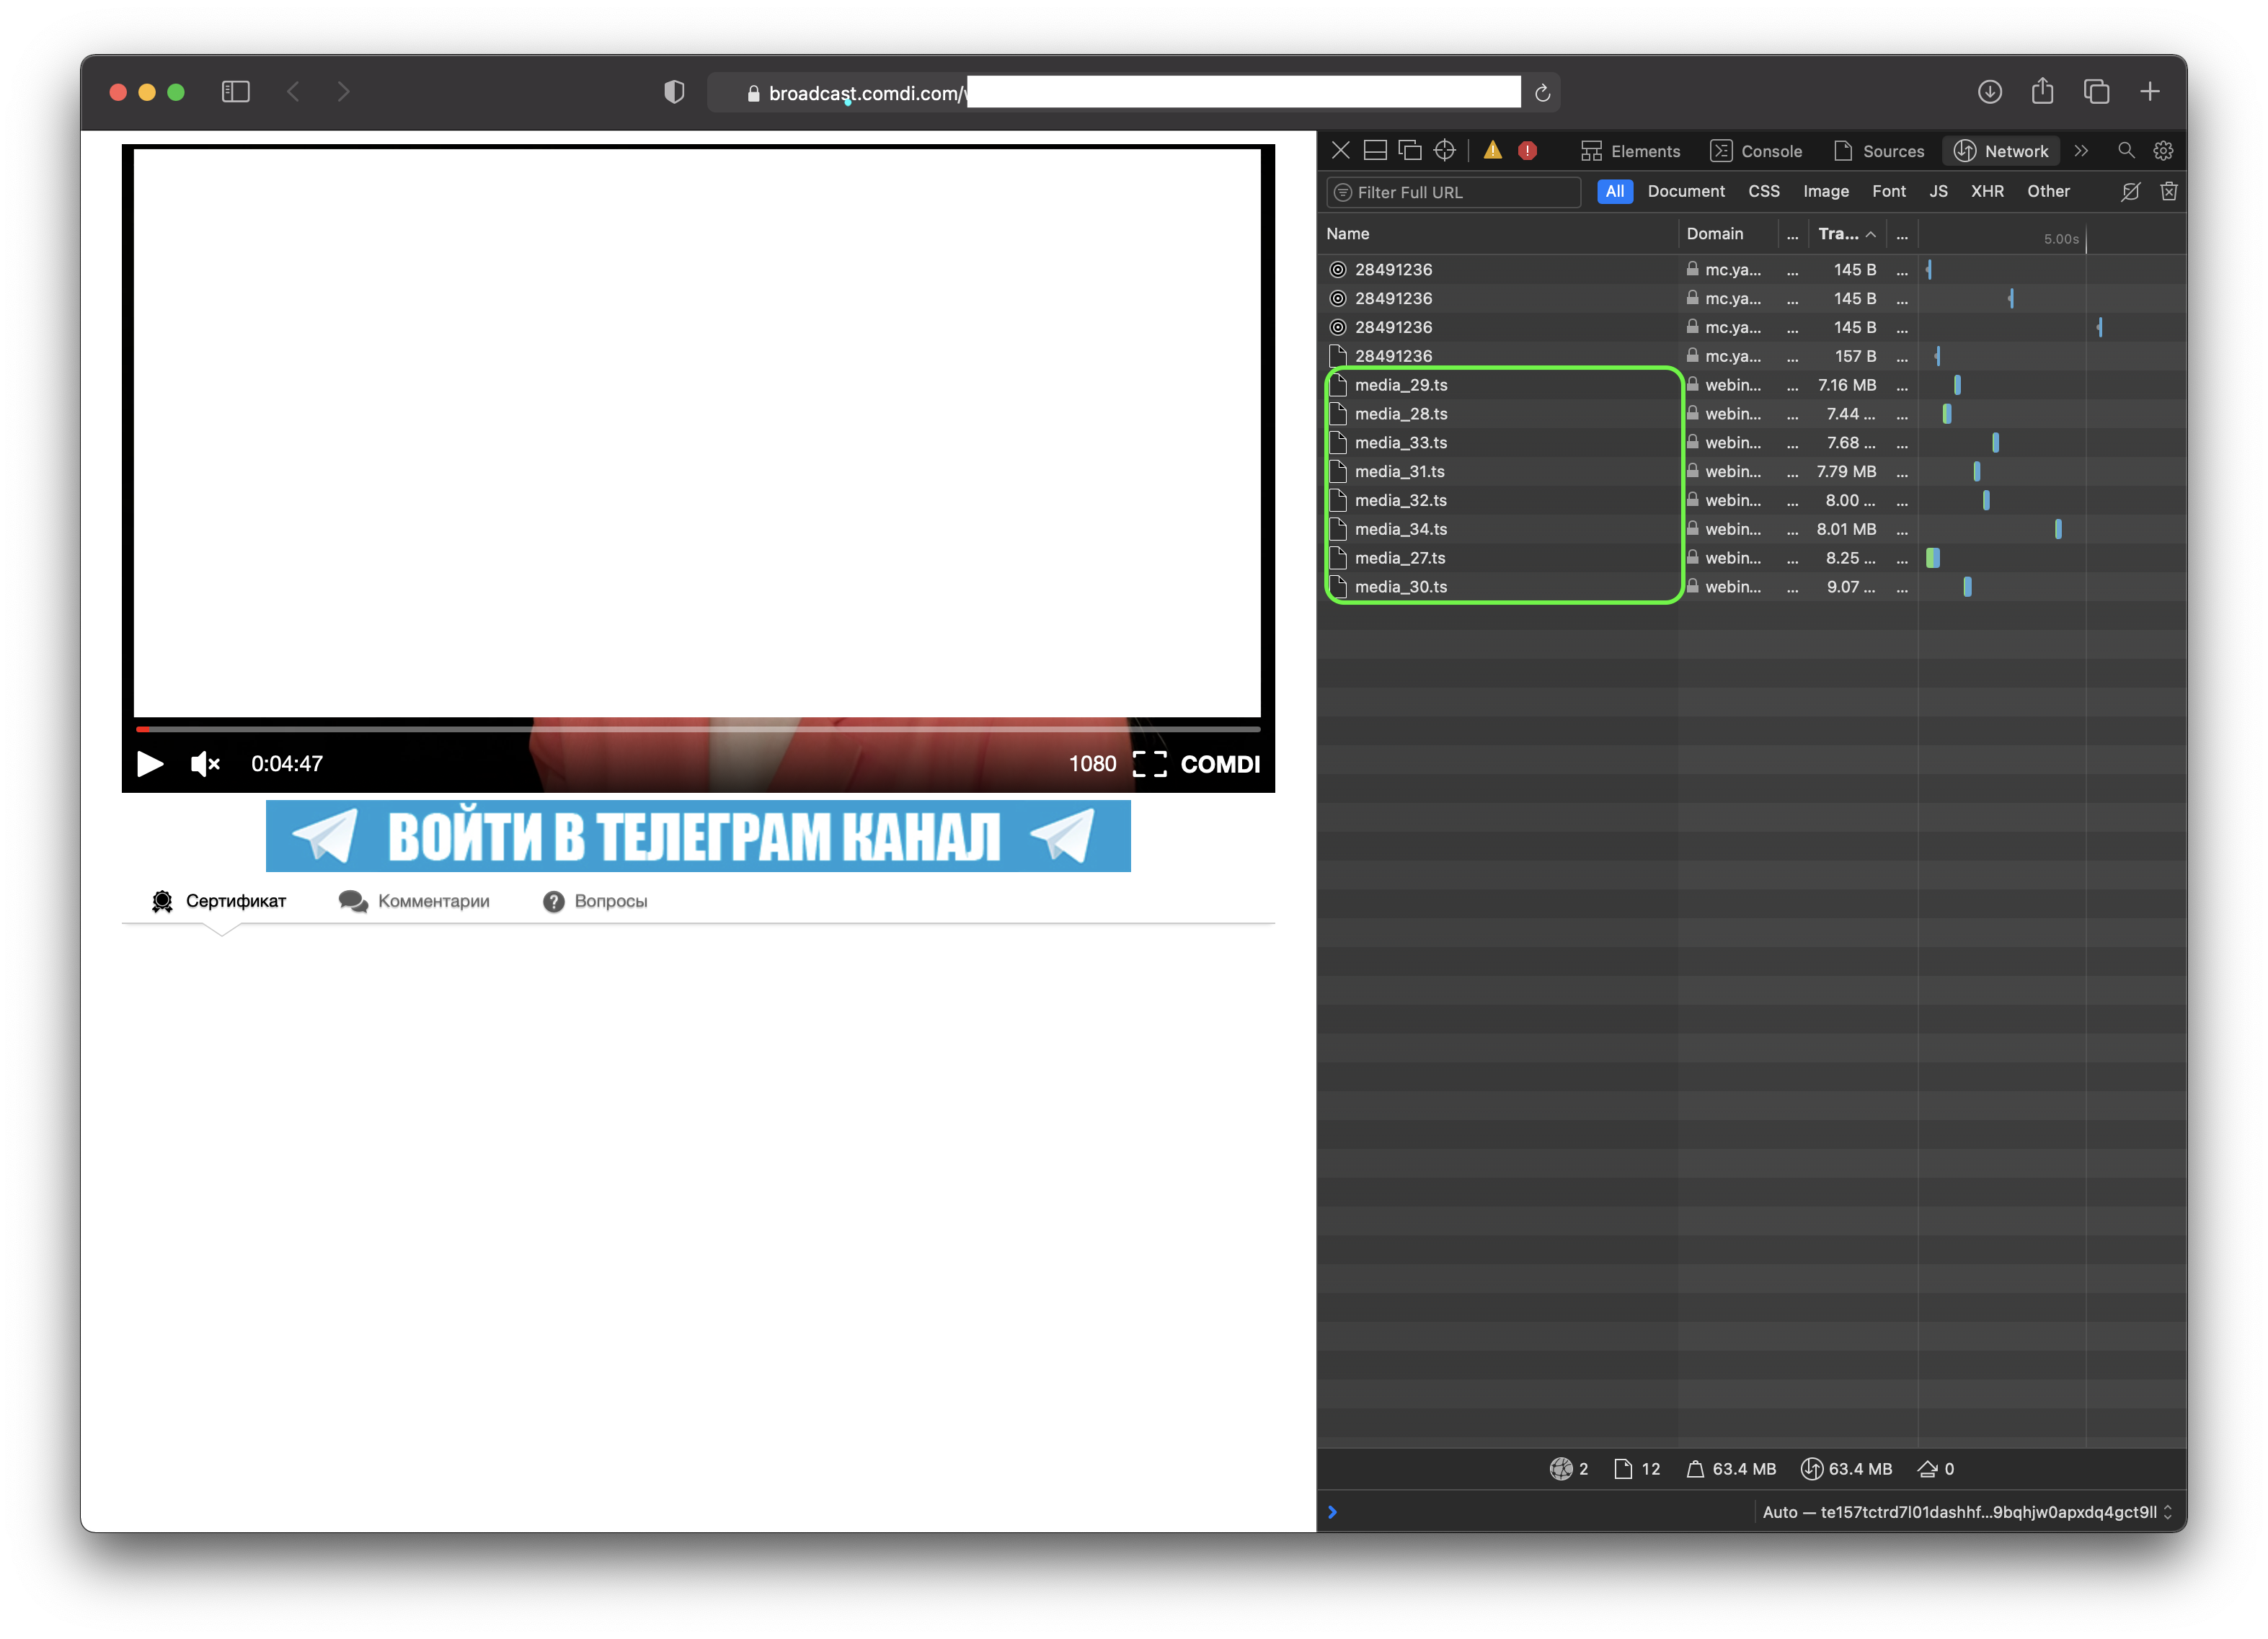 broadcast.comdi.com/
0:04:47
1080
COMDI
ВОЙТИ В ТЕЛЕГРАМ КАНАЛ
Сертификат Комментарии Вопросы
Elements Console Sources Network
Filter Full URL All Document CSS Image Font JS XHR Other
Name Domain ... Tra... ... 5.00s
28491236 mc.ya... ... 145 B ...
28491236 mc.ya... ... 145 B ...
28491236 mc.ya... ... 145 B ...
28491236 mc.ya... ... 157 B ...
media_29.ts webin... ... 7.16 MB ...
media_28.ts webin... ... 7.44 ... ...
media_33.ts webin... ... 7.68 ... ...
media_31.ts webin... ... 7.79 MB ...
media_32.ts webin... ... 8.00 ... ...
media_34.ts webin... ... 8.01 MB ...
media_27.ts webin... ... 8.25 ... ...
media_30.ts webin... ... 9.07 ... ...
2 12 63.4 MB 63.4 MB 0
Auto — te157tctrd7l01dashhf...9bqhjw0apxdq4gct9ll